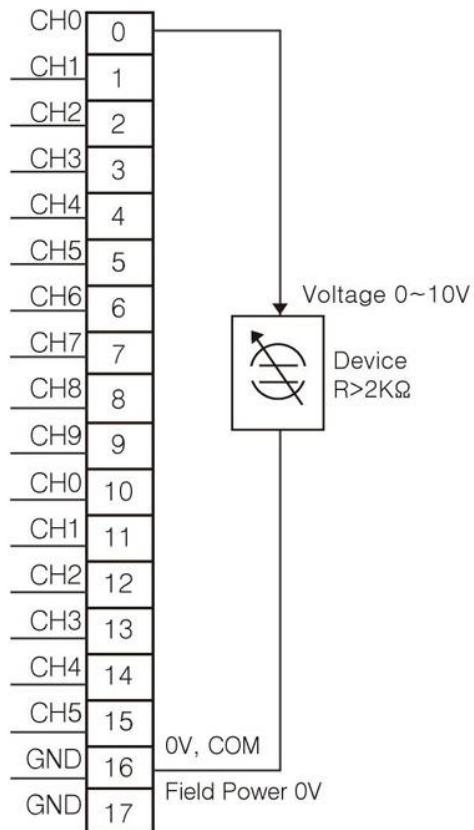 CH0 0
CH1 1
CH2 2
CH3 3
CH4 4
CH5 5
CH6 6
CH7 7
CH8 8
CH9 9
CH0 10
CH1 11
CH2 12
CH3 13
CH4 14
CH5 15
GND 16
GND 17
Voltage 0~10V
Device
R>2KΩ
0V, COM
Field Power 0V